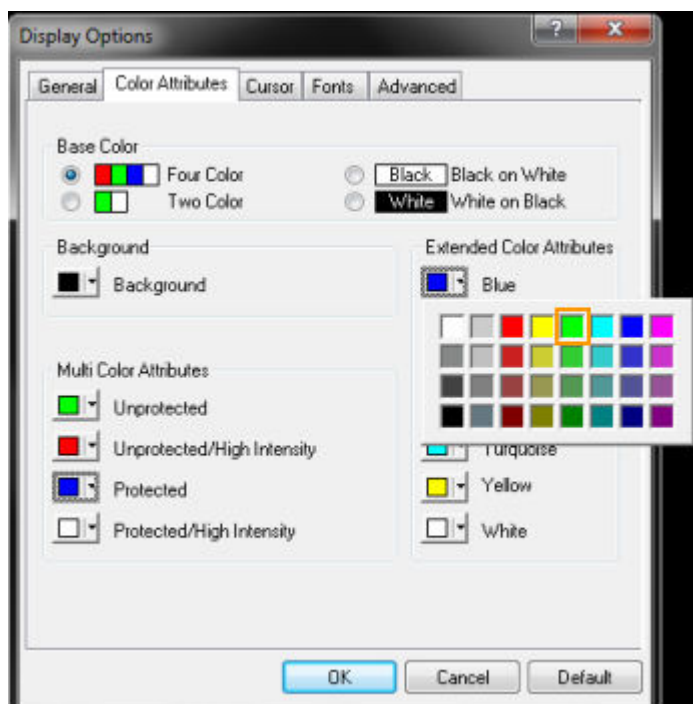 Display Options
?
X
General Color Attributes Cursor Fonts Advanced
Base Color
Four Color
Black Black on White
Two Color
White White on Black
Background
Background
Extended Color Attributes
Blue
Multi Color Attributes
Unprotected
Unprotected/High Intensity
Protected
Protected/High Intensity
Turquoise
Yellow
White
OK Cancel Default